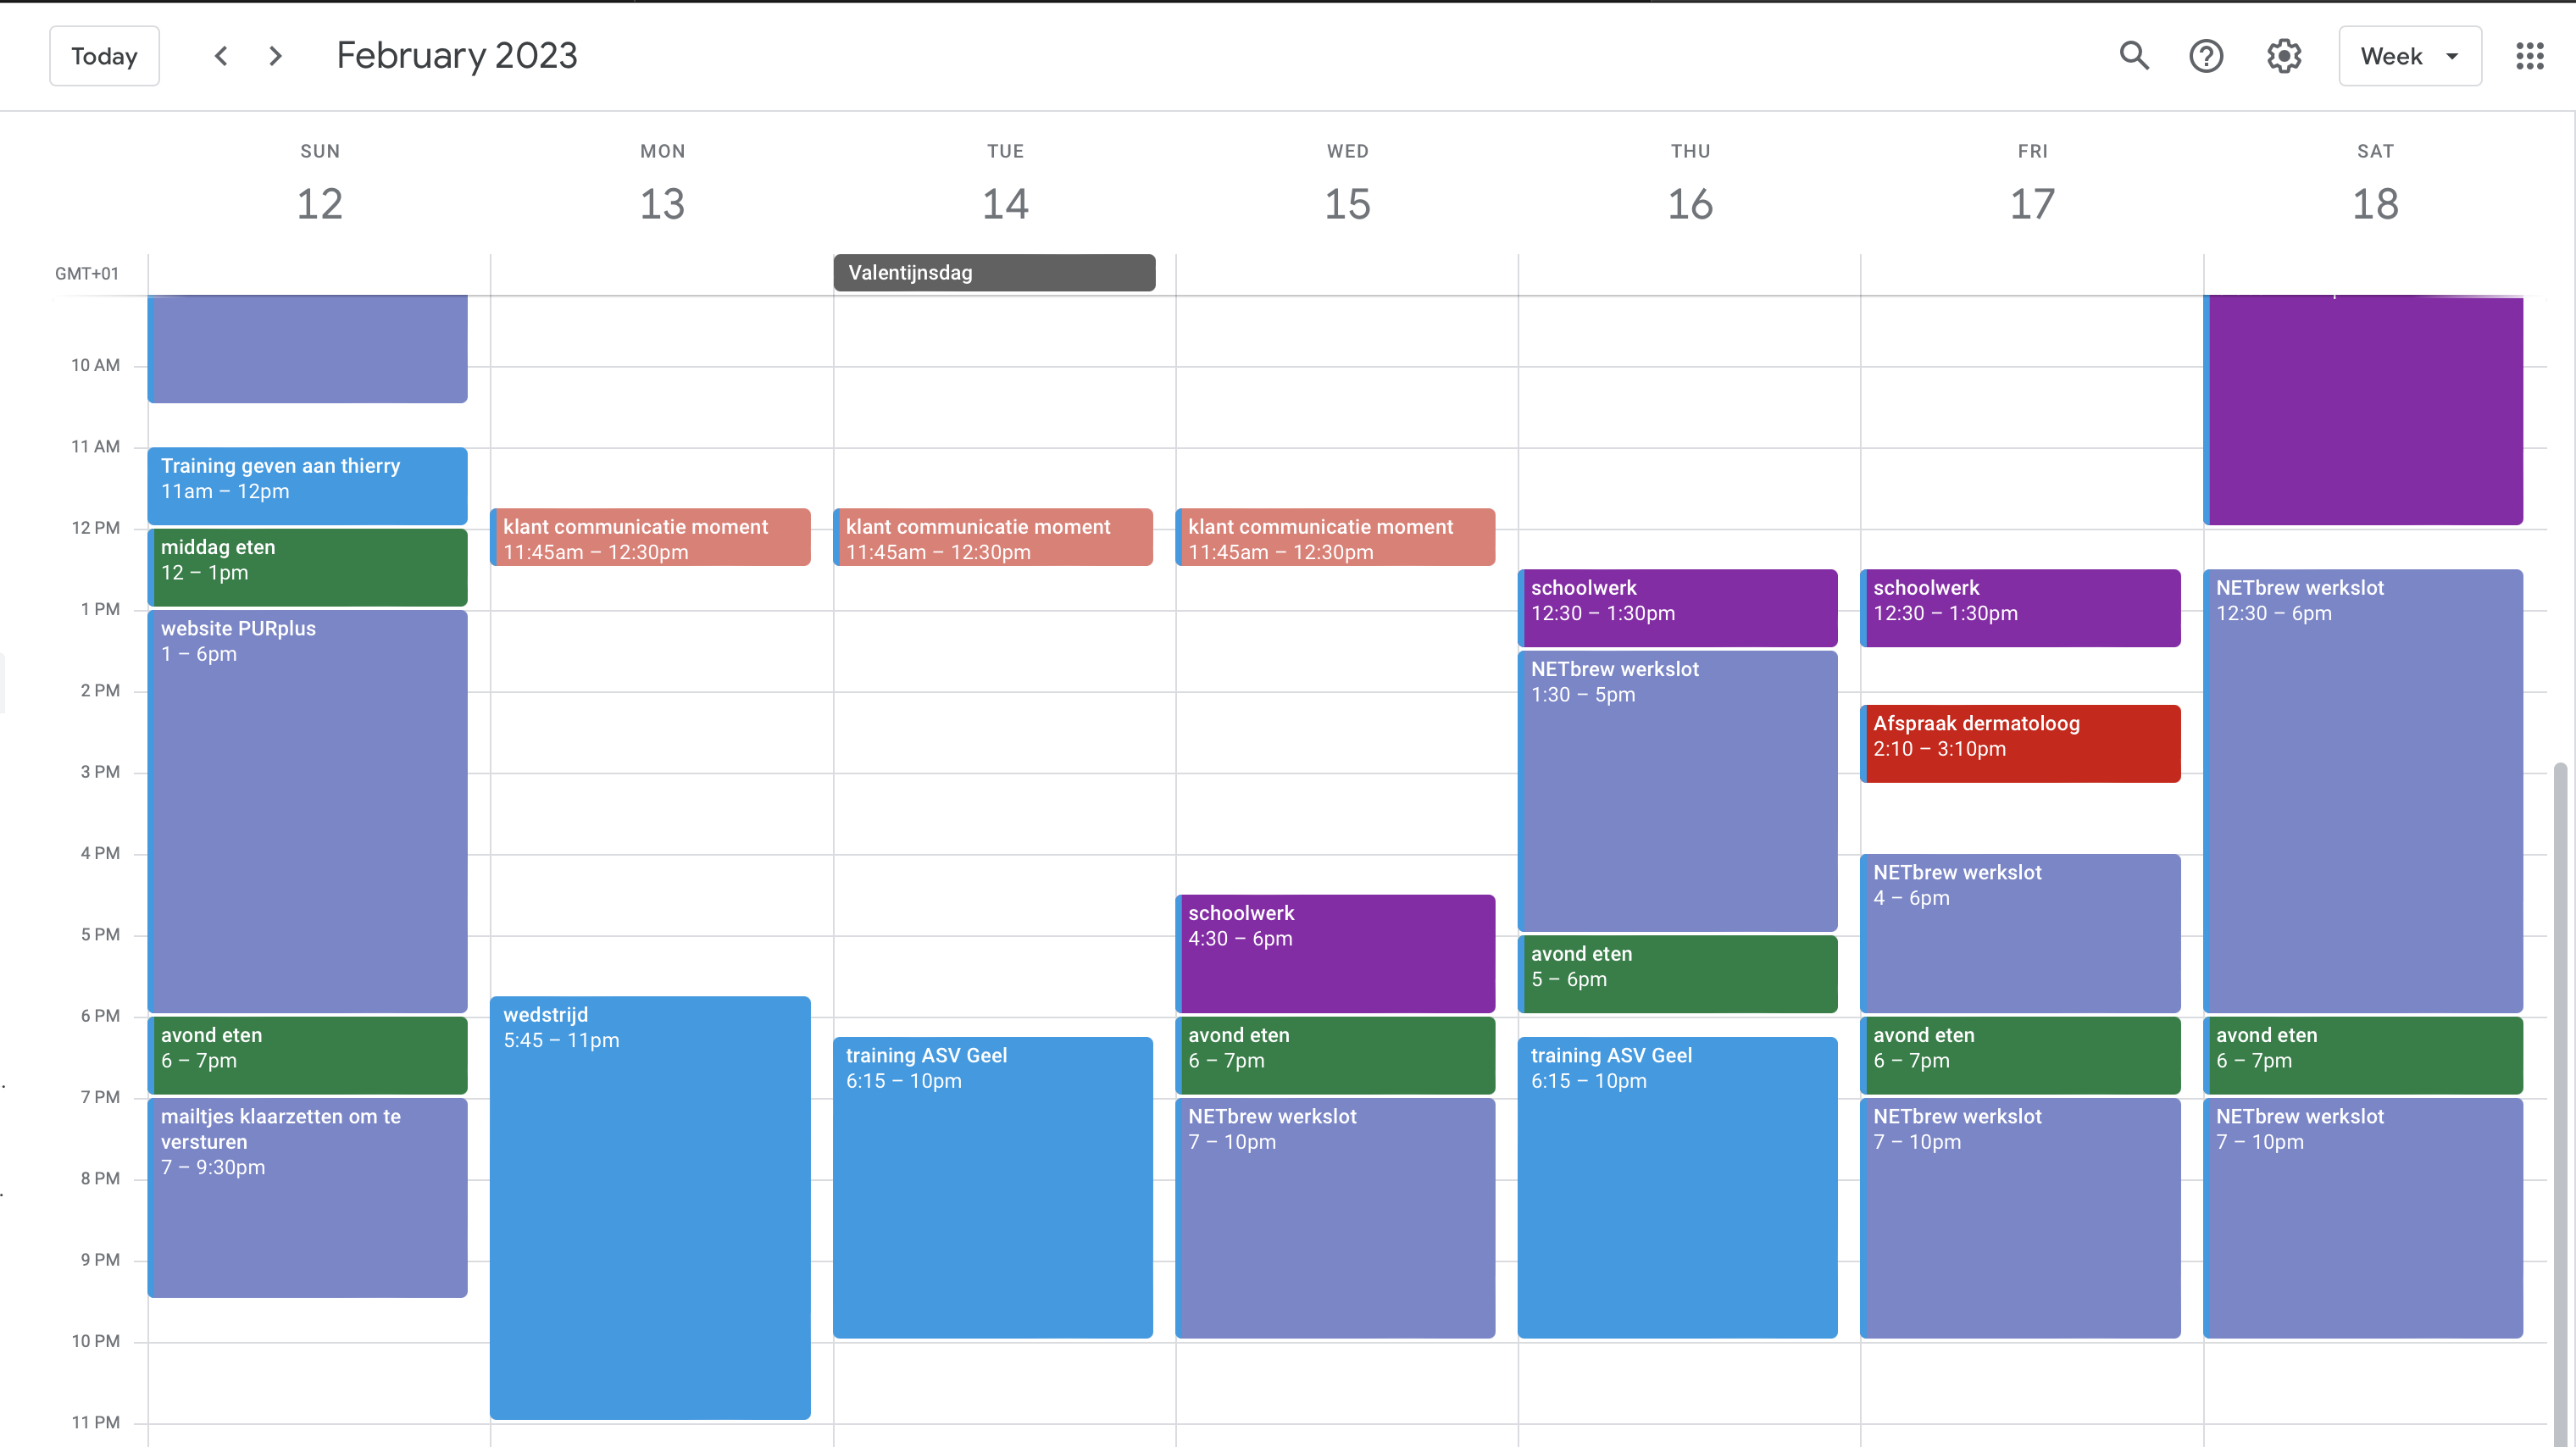 Today
February 2023
Week
SUN
12
MON
13
TUE
14
WED
15
THU
16
FRI
17
SAT
18
GMT+01
Valentijnsdag
10 AM
11 AM
12 PM
1 PM
2 PM
3 PM
4 PM
5 PM
6 PM
7 PM
8 PM
9 PM
10 PM
11 PM
Training geven aan thierry
11am – 12pm
middag eten
12 – 1pm
website PURplus
1 – 6pm
avond eten
6 – 7pm
mailtjes klaarzetten om te
versturen
7 – 9:30pm
klant communicatie moment
11:45am – 12:30pm
wedstrijd
5:45 – 11pm
klant communicatie moment
11:45am – 12:30pm
training ASV Geel
6:15 – 10pm
klant communicatie moment
11:45am – 12:30pm
schoolwerk
4:30 – 6pm
avond eten
6 – 7pm
NETbrew werkslot
7 – 10pm
schoolwerk
12:30 – 1:30pm
NETbrew werkslot
1:30 – 5pm
avond eten
5 – 6pm
training ASV Geel
6:15 – 10pm
schoolwerk
12:30 – 1:30pm
Afspraak dermatoloog
2:10 – 3:10pm
NETbrew werkslot
4 – 6pm
avond eten
6 – 7pm
NETbrew werkslot
7 – 10pm
NETbrew werkslot
12:30 – 6pm
avond eten
6 – 7pm
NETbrew werkslot
7 – 10pm